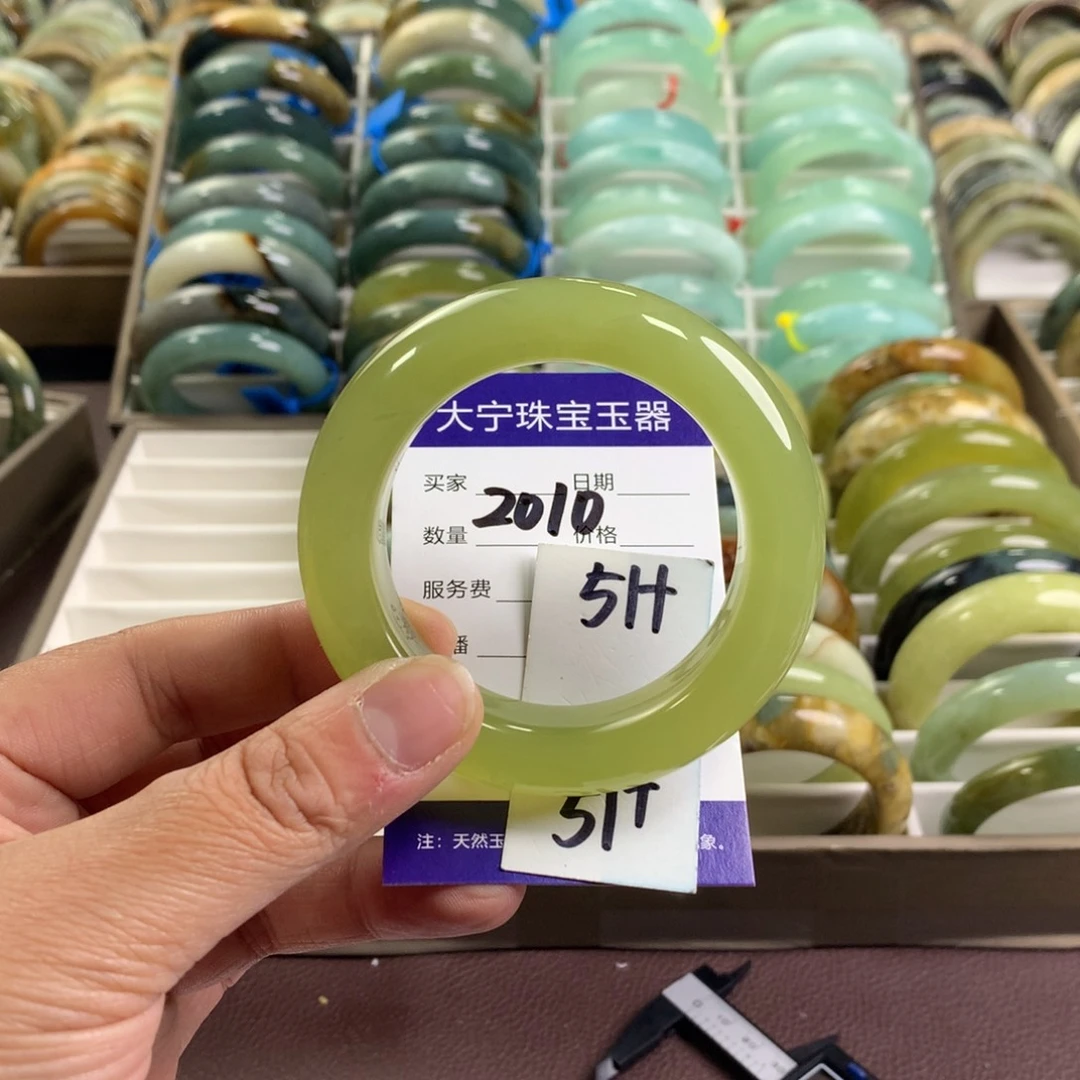 大宁珠宝玉器
买家 日期
2010
数量 价格
5H
服务费
播
51T
注：天然玉 象。